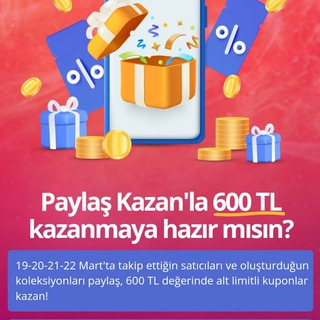 %
%
Paylaş Kazan'la 600 TL
kazanmaya hazır mısın?
19-20-21-22 Mart'ta takip ettiğin satıcıları ve oluşturduğun
koleksiyonları paylaş, 600 TL değerinde alt limitli kuponlar
kazan!